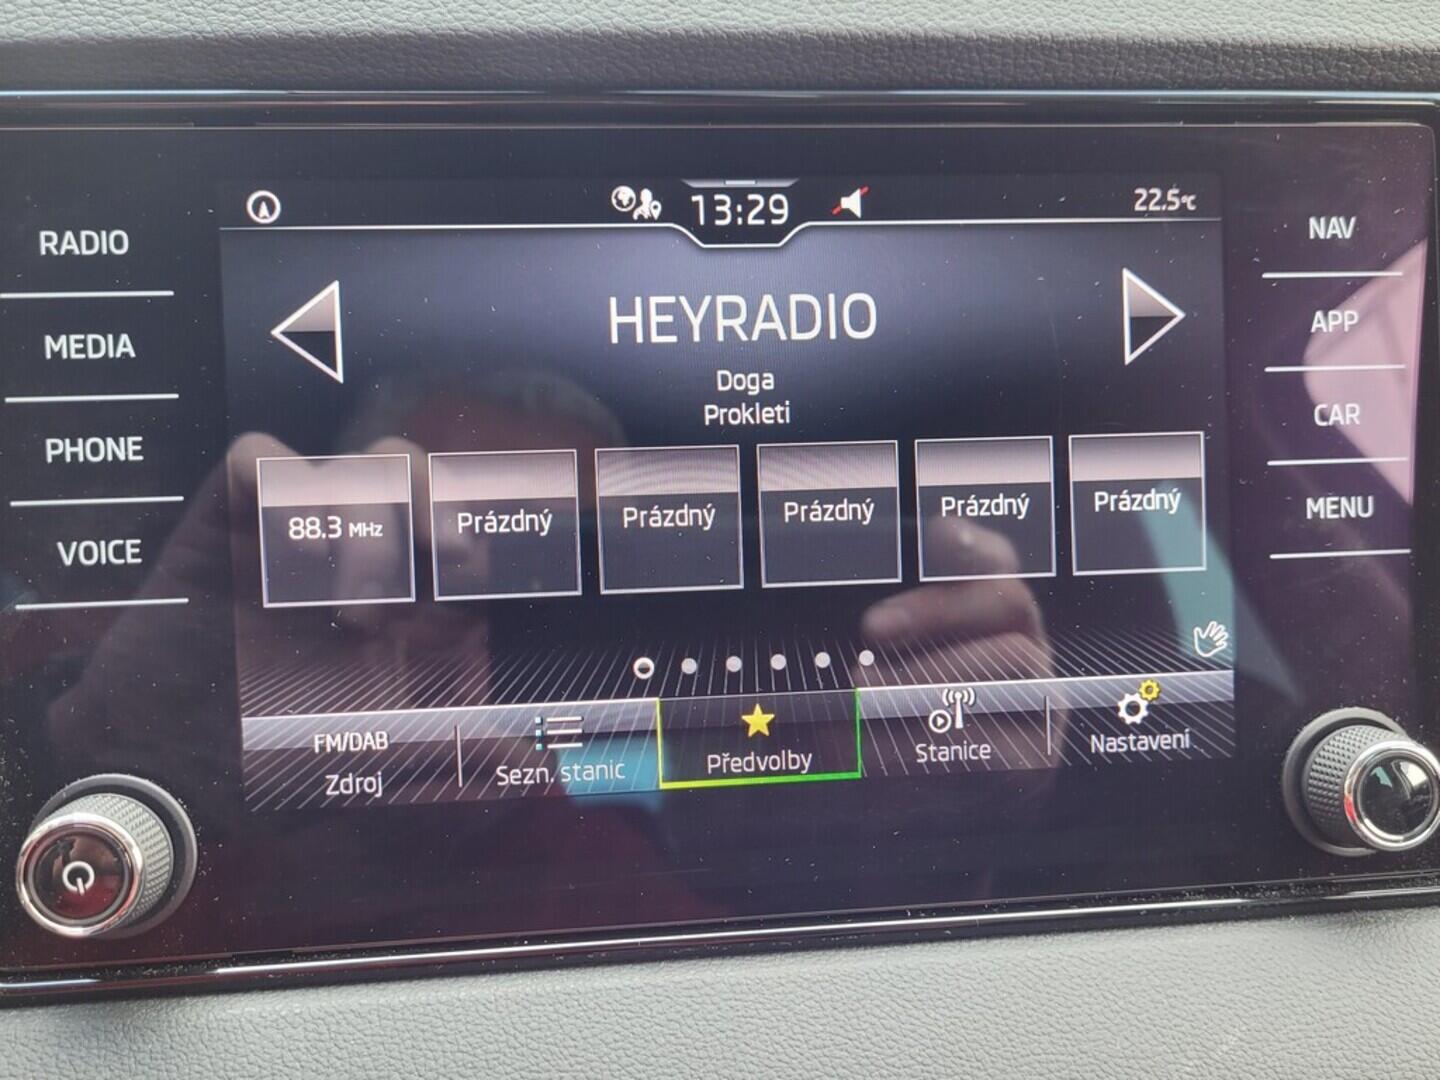 13:29
22.5°C
RADIO
MEDIA
PHONE
VOICE
NAV
APP
CAR
MENU
HEYRADIO
Doga
Prokleti
88.3 MHz
Prázdný
Prázdný
Prázdný
Prázdný
Prázdný
FM/DAB
Zdroj
Sezn. stanic
Předvolby
Stanice
Nastavení